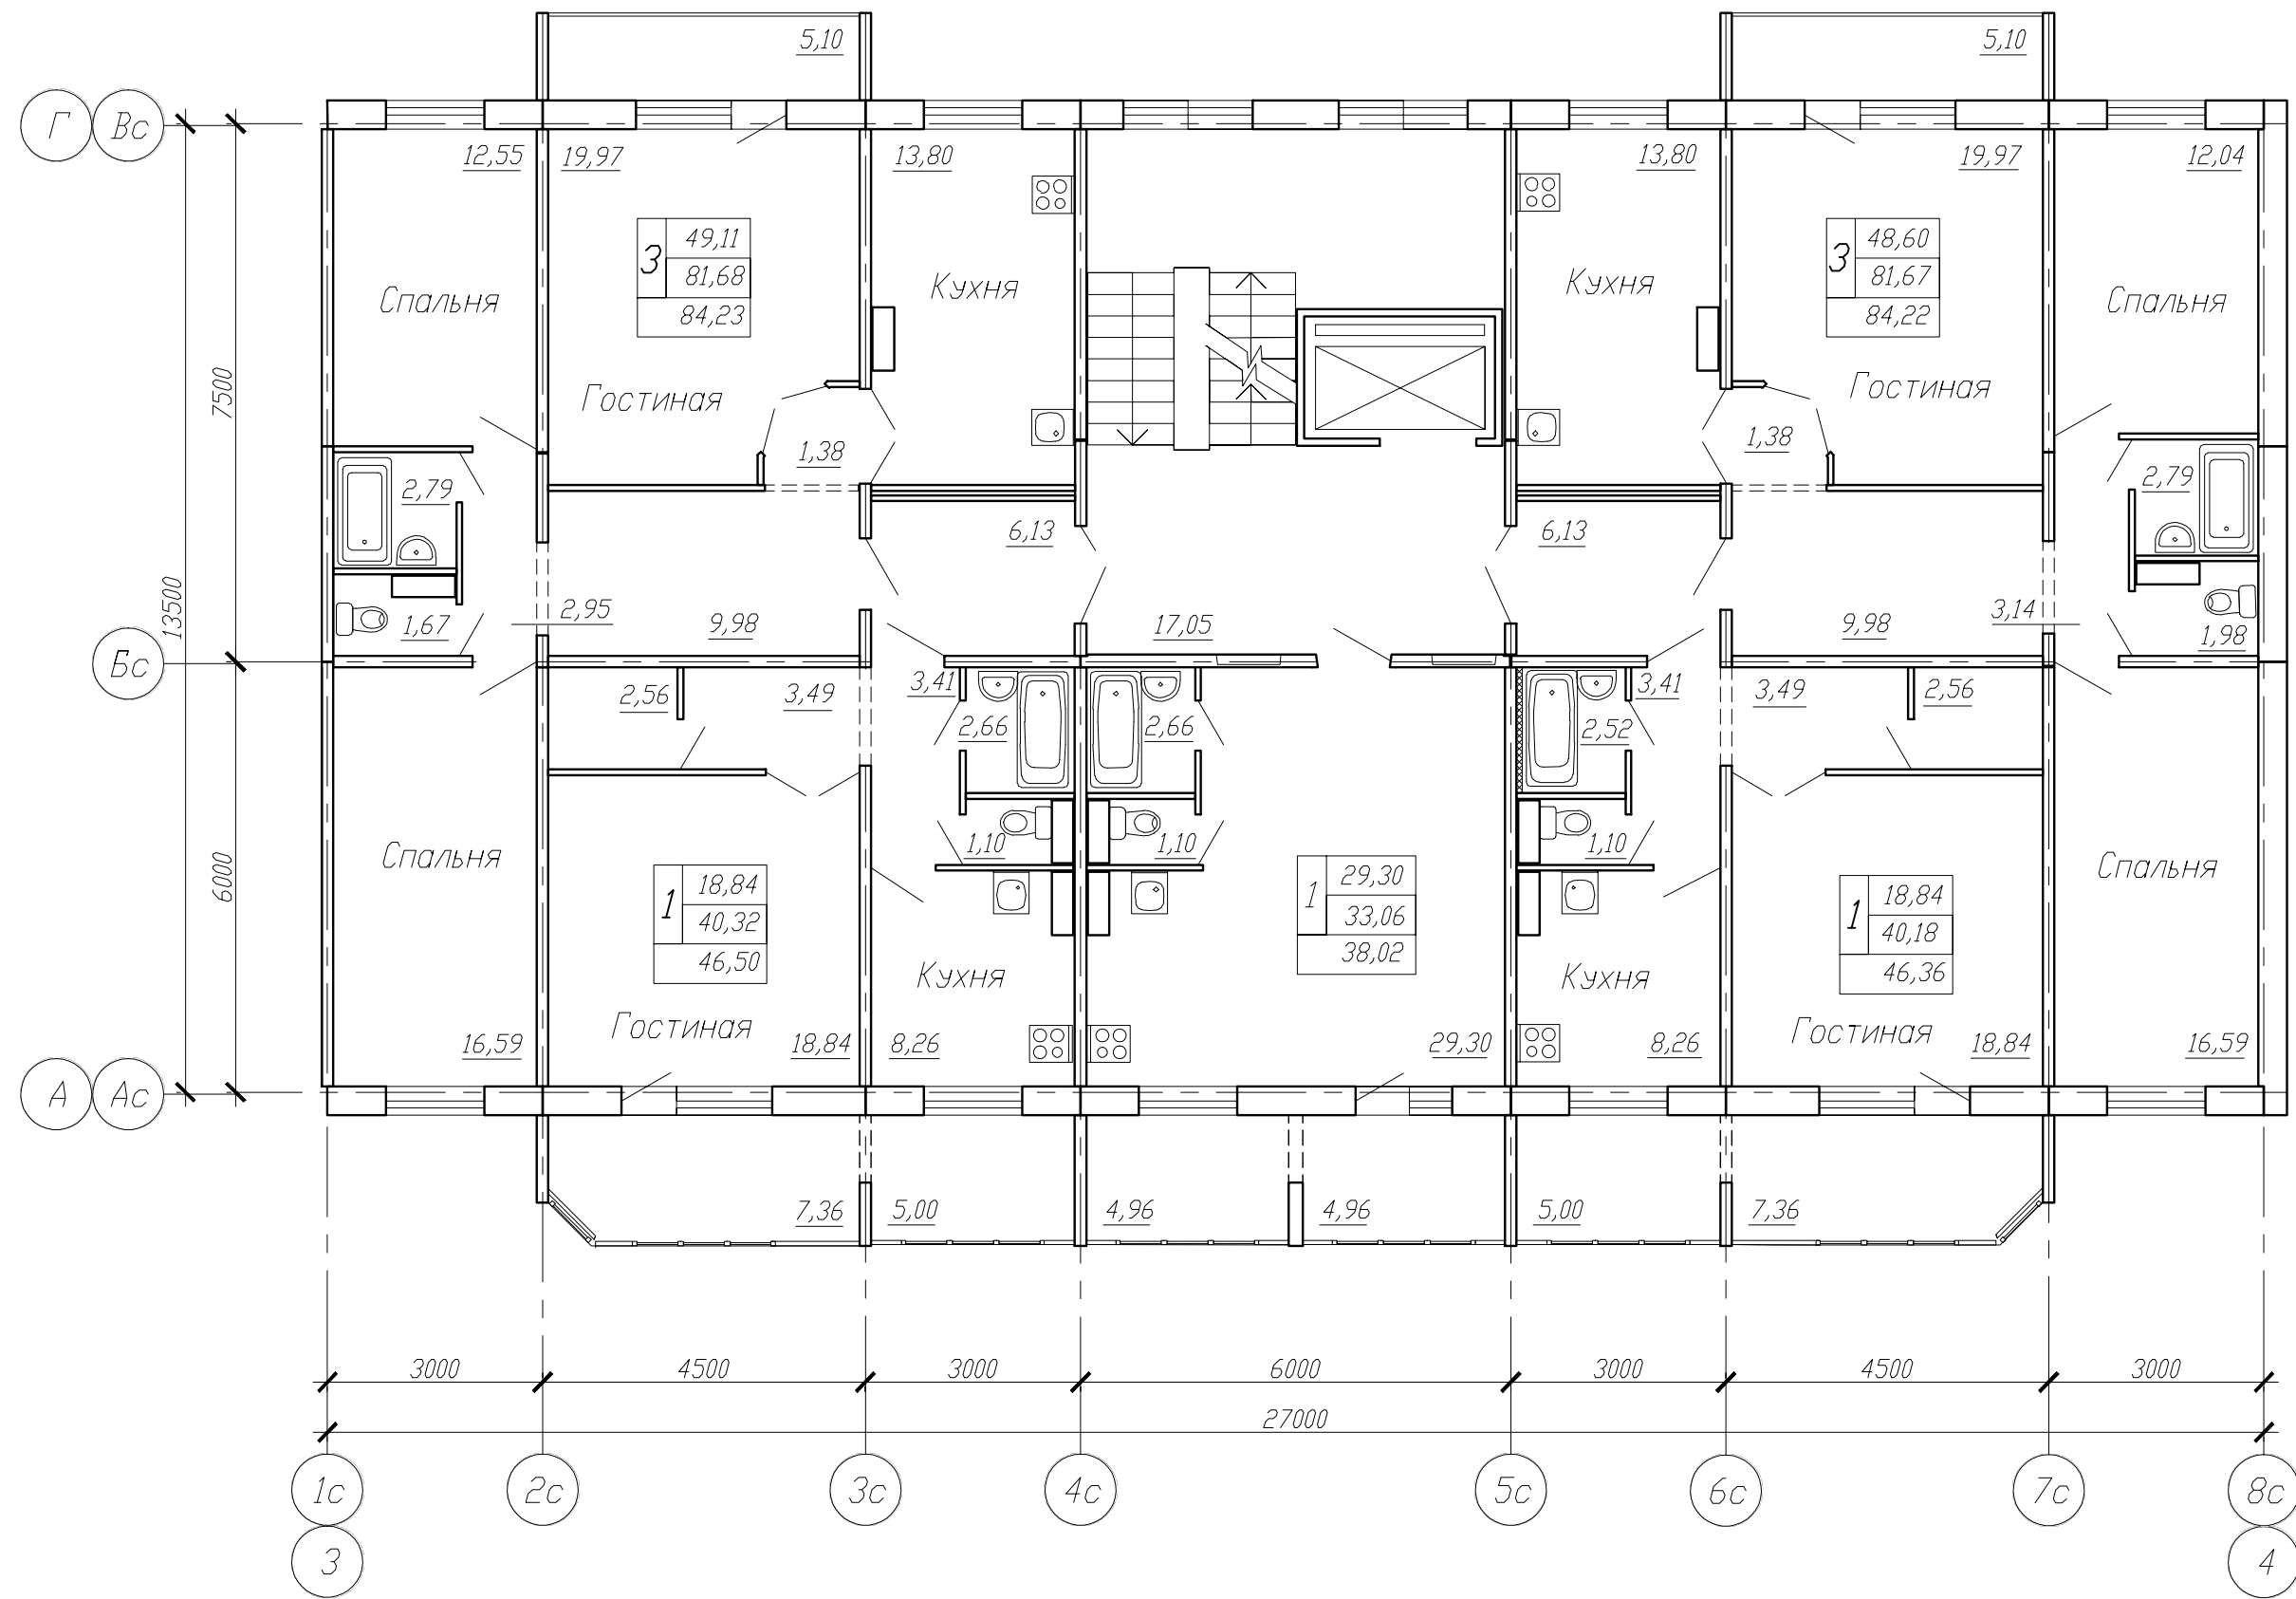 5,10 5,10
Г Вс
12,55 19,97 13,80 13,80 19,97 12,04
3 49,11 81,68 84,23
3 48,60 81,67 84,22
Спальня Кухня Кухня Спальня
Гостиная Гостиная
7500
13500
1,38 1,38
2,79 2,79
6,13 6,13
1,67 2,95 9,98 17,05 9,98 3,14 1,98
Бс
2,56 3,49 3,41 3,41 3,49 2,56
2,66 2,66 2,52
1,10 1,10 1,10
6000
Спальня Спальня
1 18,84 40,32 46,50
1 29,30 33,06 38,02
1 18,84 40,18 46,36
Кухня Кухня
Гостиная Гостиная
16,59 18,84 8,26 29,30 8,26 18,84 16,59
А Ас
7,36 5,00 4,96 4,96 5,00 7,36
3000 4500 3000 6000 3000 4500 3000
27000
1с 2с 3с 4с 5с 6с 7с 8с
3 4